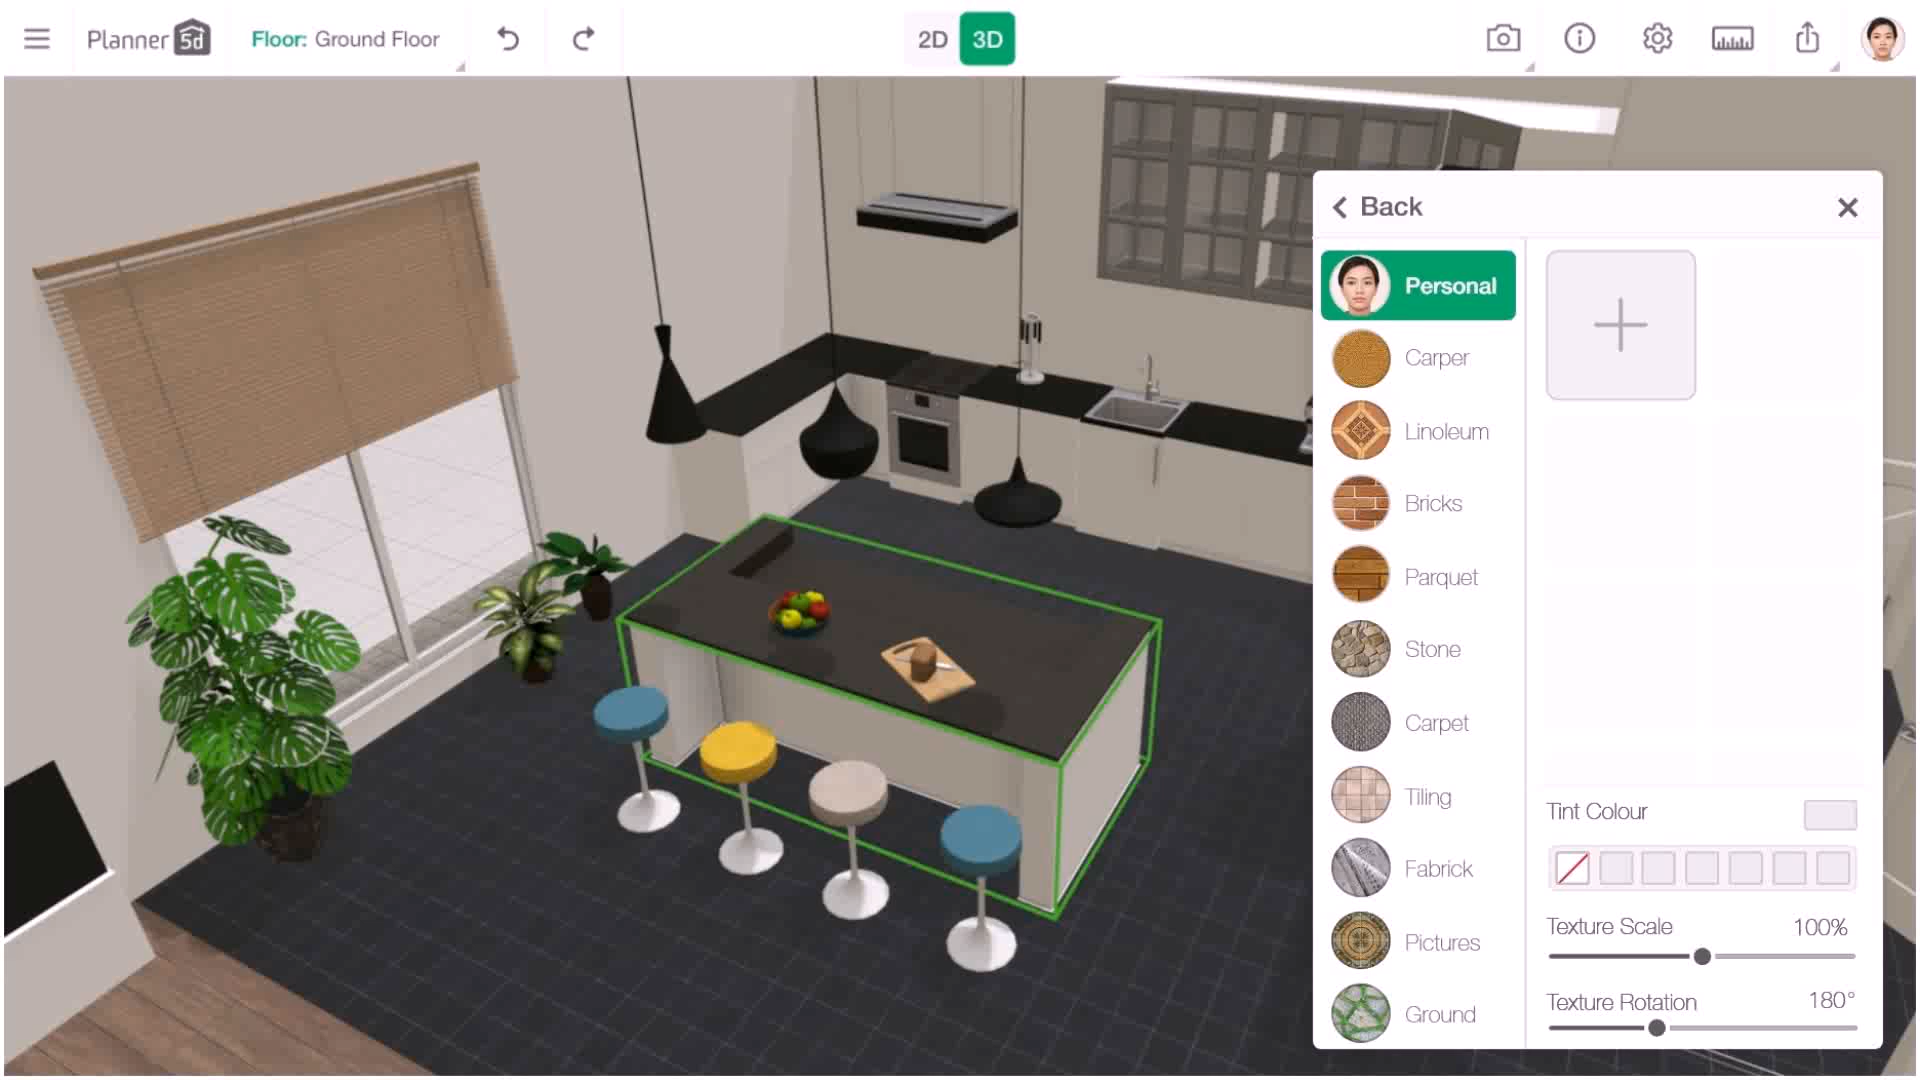 Planner 5d
Floor: Ground Floor
2D 3D
Back
Personal
Carper
Linoleum
Bricks
Parquet
Stone
Carpet
Tiling
Fabrick
Pictures
Ground
Tint Colour
Texture Scale 100%
Texture Rotation 180°